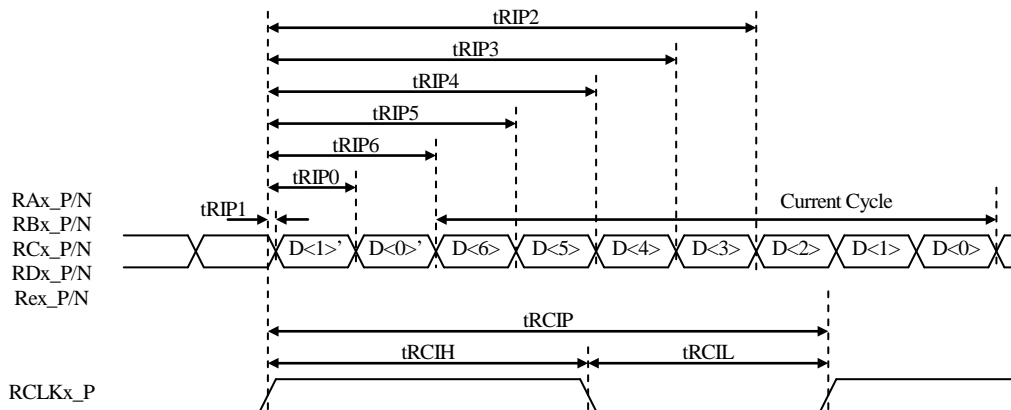 tRIP2
tRIP3
tRIP4
tRIP5
tRIP6
tRIP0
RAx_P/N
tRIP1
Current Cycle
RBx_P/N
RCx_P/N D<1>' D<0>' D<6> D<5> D<4> D<3> D<2> D<1> D<0>
RDx_P/N
Rex_P/N
tRCIP
tRCIH tRCIL
RCLKx_P